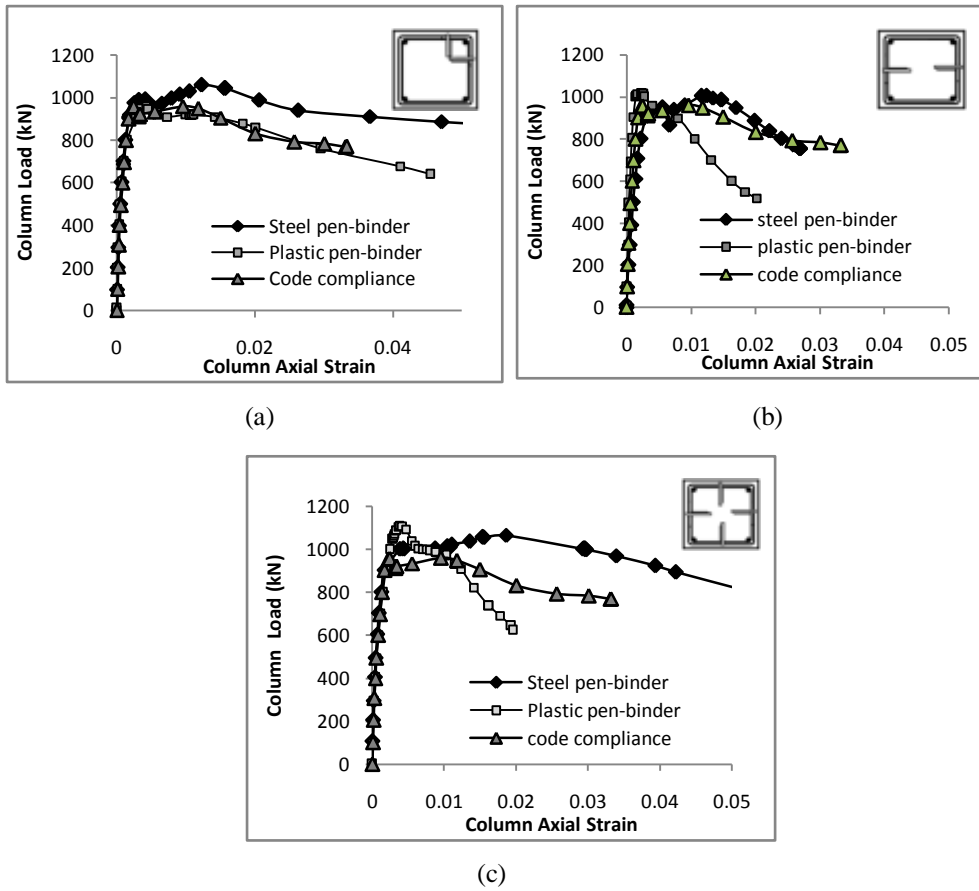 1200
1000
800
600
400
200
0
Column Load (kN)
Steel pen-binder
Plastic pen-binder
Code compliance
0 0.02 0.04
Column Axial Strain
(a)
1200
1000
800
600
400
200
0
Column Load (kN)
steel pen-binder
plastic pen-binder
code compliance
0 0.01 0.02 0.03 0.04 0.05
Column Axial Strain
(b)
1200
1000
800
600
400
200
0
Column Load (kN)
Steel pen-binder
Plastic pen-binder
code compliance
0 0.01 0.02 0.03 0.04 0.05
Column Axial Strain
(c)